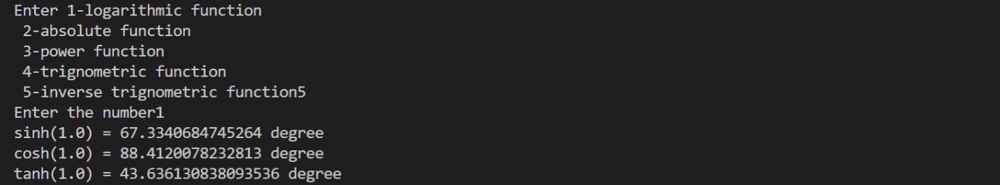 Enter 1-logarithmic function
2-absolute function
3-power function
4-trignometric function
5-inverse trignometric function5
Enter the number1
sinh(1.0) = 67.3340684745264 degree
cosh(1.0) = 88.4120078232813 degree
tanh(1.0) = 43.636130838093536 degree